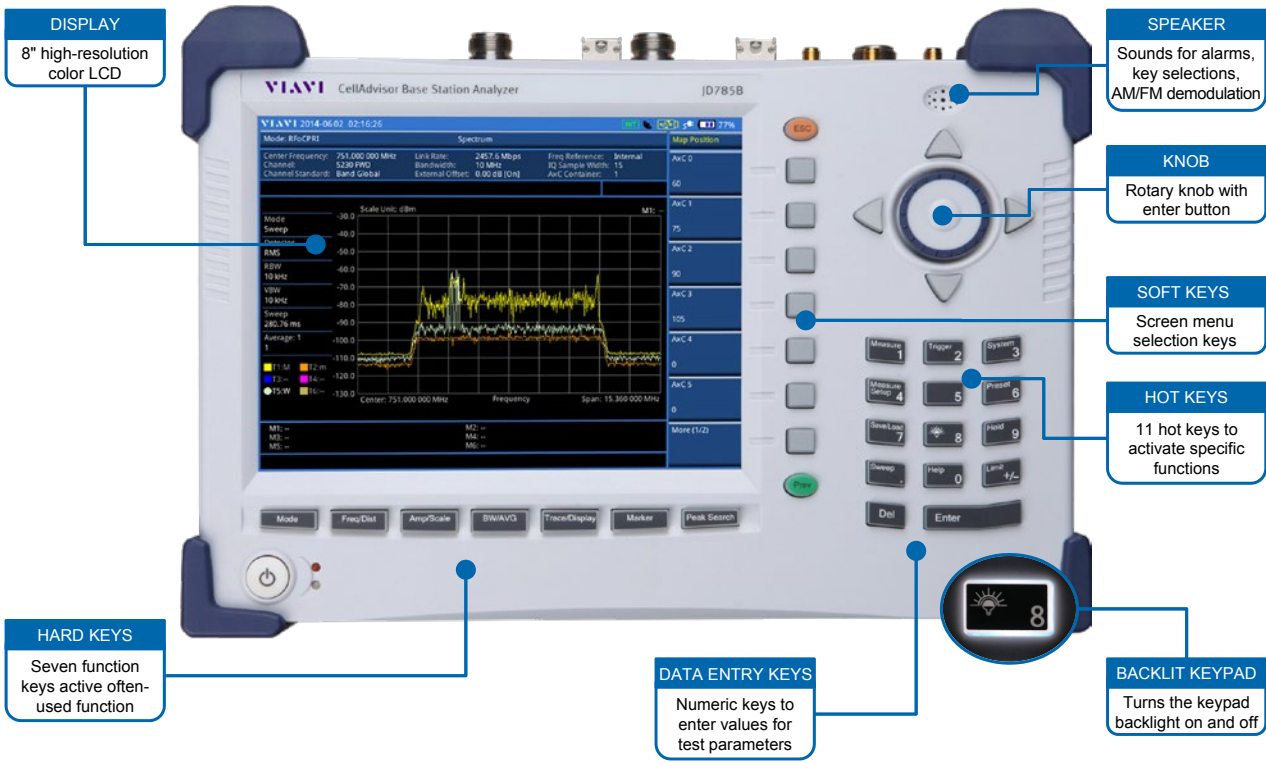 DISPLAY
8" high-resolution
color LCD
SPEAKER
Sounds for alarms,
key selections,
AM/FM demodulation
KNOB
Rotary knob with
enter button
SOFT KEYS
Screen menu
selection keys
HOT KEYS
11 hot keys to
activate specific
functions
BACKLIT KEYPAD
Turns the keypad
backlight on and off
DATA ENTRY KEYS
Numeric keys to
enter values for
test parameters
HARD KEYS
Seven function
keys active often-
used function
VIAVI CellAdvisor Base Station Analyzer JD785B
VIAVI 2014-06-02 02:16:26 INT 77%
Mode: RFoCPRI Spectrum Map Position
Center Frequency: 751.000 000 MHz Link Rate: 2457.6 Mbps Freq Reference: Internal
Channel: 5230 FWD Bandwidth: 10 MHz IQ Sample Width: 15
Channel Standard: Band Global External Offset: 0.00 dB [On] AxC Container: 1
Scale Unit: dBm M1: --
Mode
Sweep
Detector
RMS
RBW
10 kHz
VBW
10 kHz
Sweep
280.76 ms
Average: 1
1
T1:M T2:m
T3:-- T4:--
T5:W T6:--
-30.0
-40.0
-50.0
-60.0
-70.0
-80.0
-90.0
-100.0
-110.0
-120.0
-130.0
Center: 751.000 000 MHz Frequency Span: 15.360 000 MHz
M1: -- M2: --
M3: -- M4: --
M5: -- M6: --
AxC 0
60
AxC 1
75
AxC 2
90
AxC 3
105
AxC 4
0
AxC 5
0
More (1/2)
ESC
Prev
Mode Freq/Dist Amp/Scale BW/AVG Trace/Display Marker Peak Search
Measure 1 Trigger 2 System 3
Measure Setup 4 5 Preset 6
Save/Load 7 8 Hold 9
Sweep . Help 0 Limit +/-
Del Enter
8